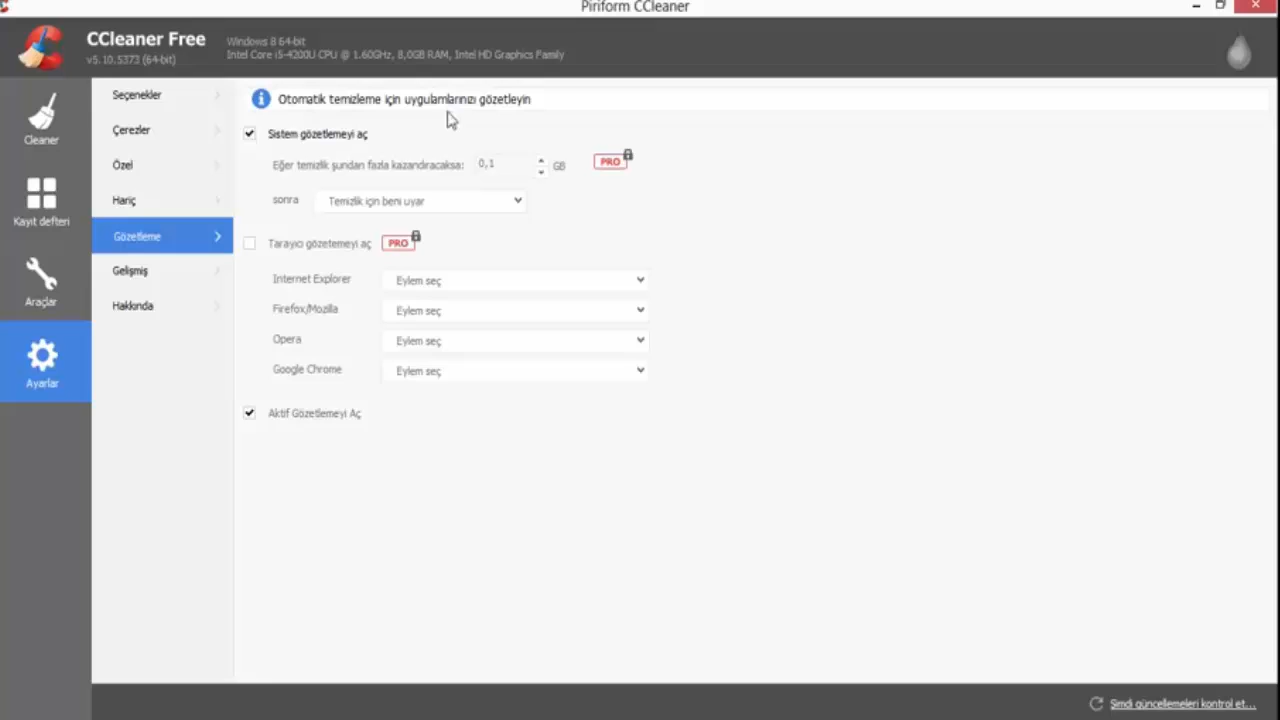 Piriform CCleaner
CCleaner Free
v5.10.5373 (64-bit)
Windows 8 64-bit
Intel Core i5-4200U CPU @ 1.60GHz, 8,0GB RAM, Intel HD Graphics Family
Cleaner
Kayıt defteri
Araçlar
Ayarlar
Seçenekler
Çerezler
Özel
Hariç
Gözetleme
Gelişmiş
Hakkında
Otomatik temizleme için uygulamlarınızı gözetleyin
Sistem gözetlemeyi aç
Eğer temizlik şundan fazla kazandıracaksa: 0,1 GB PRO
sonra Temizlik için beni uyar
Tarayıcı gözetemeyi aç PRO
Internet Explorer Eylem seç
Firefox/Mozilla Eylem seç
Opera Eylem seç
Google Chrome Eylem seç
Aktif Gözetlemeyi Aç
Şimdi güncellemeleri kontrol et...